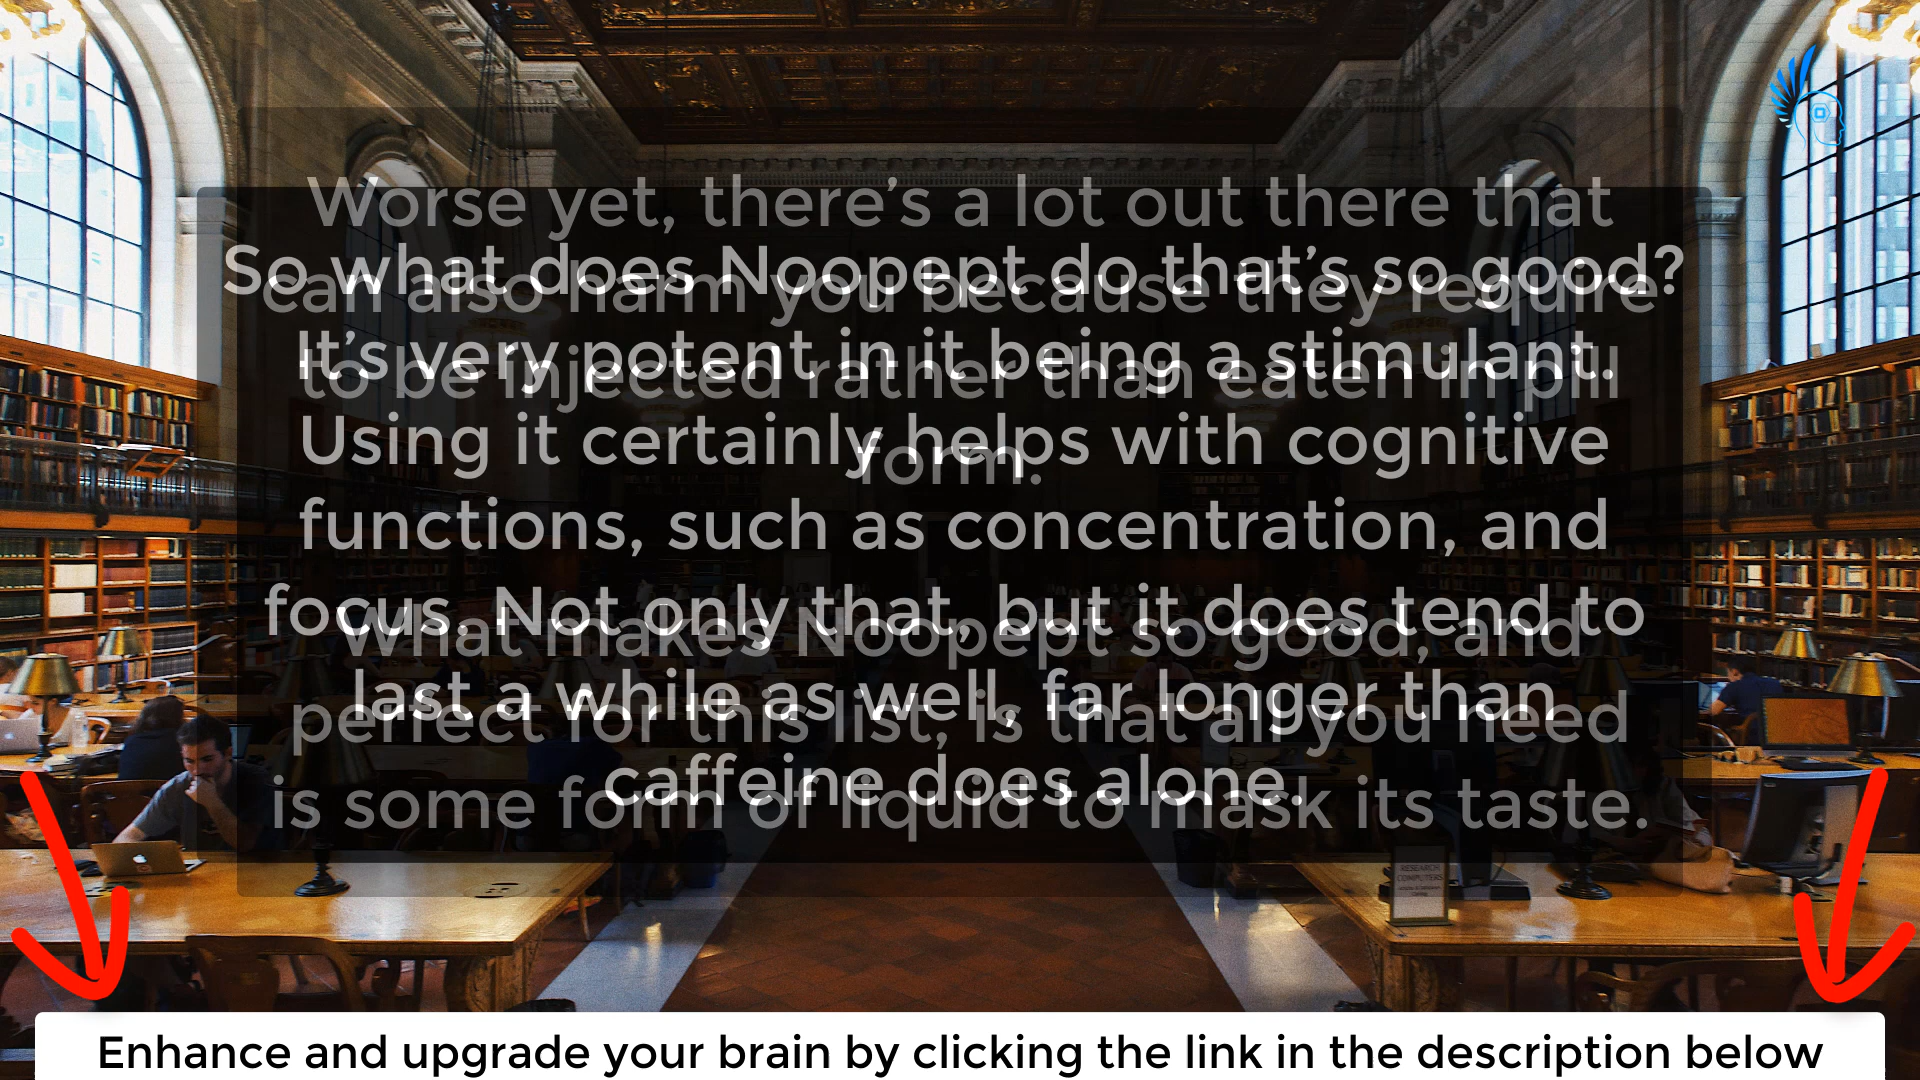 Worse yet, there's a lot out there that
can also harm you because they require
to be injected rather than eaten in pill
form.
What makes Noopept so good, and
perfect for this list, is that all you need
is some form of liquid to mask its taste.
So what does Noopept do that's so good?
It's very potent in it being a stimulant.
Using it certainly helps with cognitive
functions, such as concentration, and
focus. Not only that, but it does tend to
last a while as well, far longer than
caffeine does alone.
RESEARCH
COMPUTERS
Enhance and upgrade your brain by clicking the link in the description below